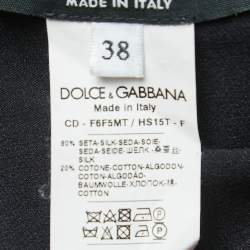 MADE IN ITALY
38
DOLCE & GABBANA
Made in Italy
CD - F6F5MT / HS15T - F
80% SETA-SILK-SEDA-SOIE-
SEDA-SEIDE-ШЕЛК-
SILK
20% COTONE-COTTON-ALGODÓN-
COTON-ALGODÃO-
BAUMWOLLE-ХЛОПОК-
COTTON